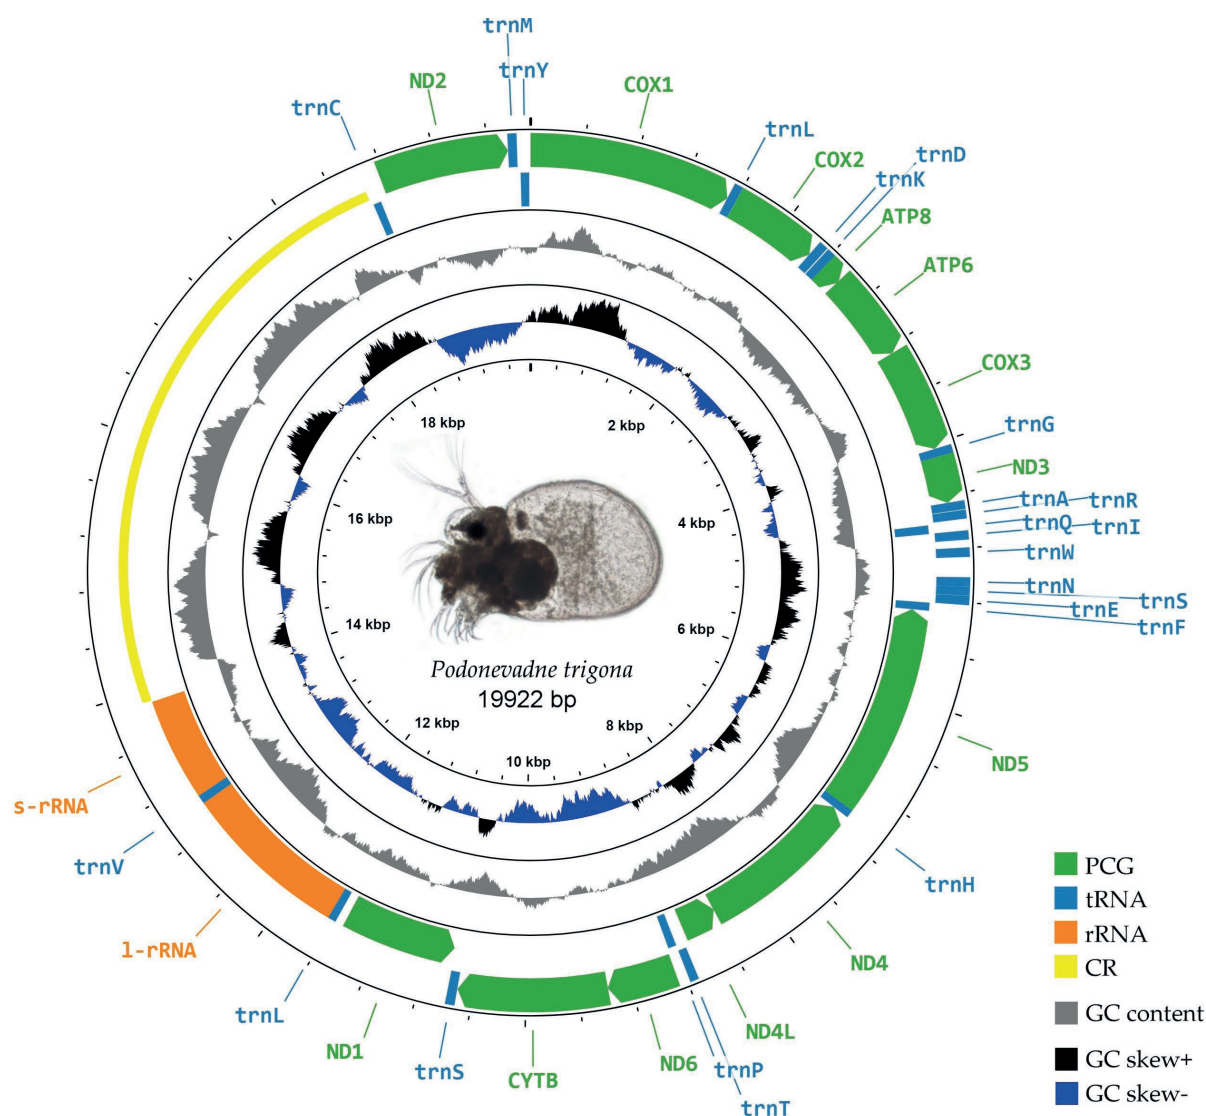 trnM
trnY
ND2
COX1
trnC
trnL
COX2
trnD
trnK
ATP8
ATP6
COX3
trnG
ND3
trnA
trnR
trnQ
trnI
trnW
trnN
trnS
trnE
trnF
ND5
trnH
ND4
ND4L
trnP
trnT
ND6
CYTB
trnS
ND1
trnL
l-rRNA
trnV
s-rRNA
2 kbp
4 kbp
6 kbp
8 kbp
10 kbp
12 kbp
14 kbp
16 kbp
18 kbp
Podonevadne trigona
19922 bp
PCG
tRNA
rRNA
CR
GC content
GC skew+
GC skew-